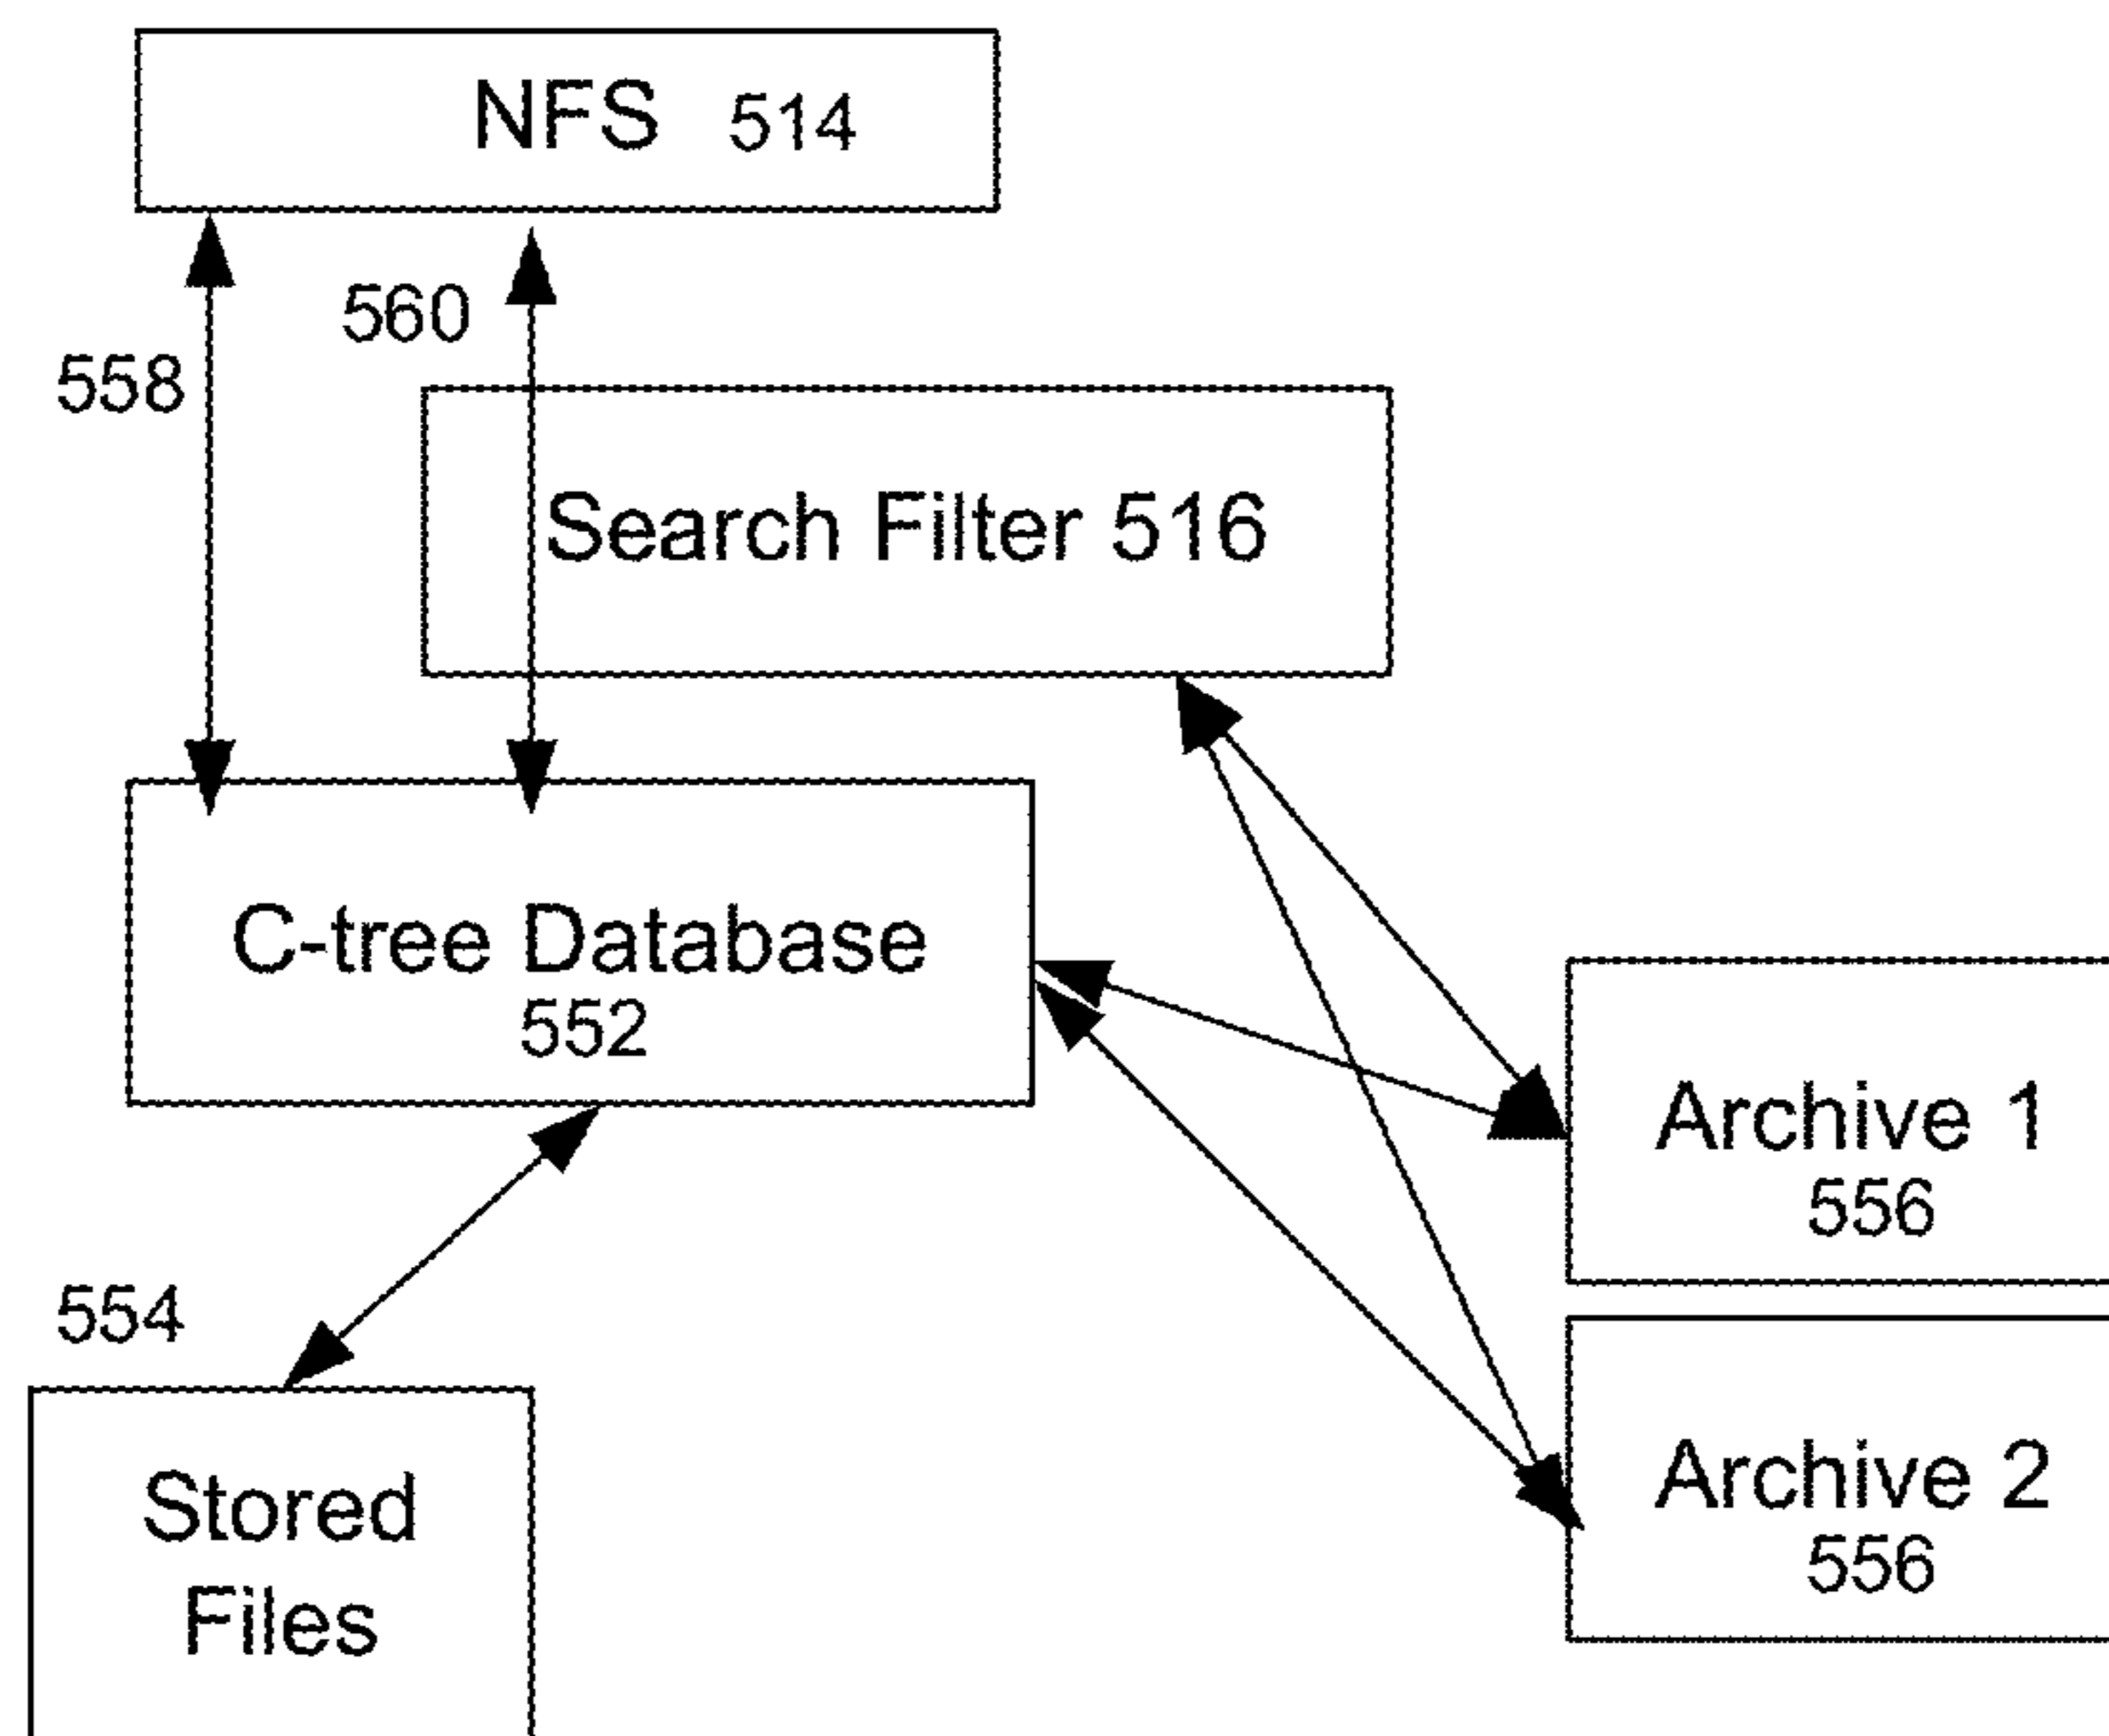 NFS 514
560
558
Search Filter 516
C-tree Database
552
Archive 1
556
554
Stored
Files
Archive 2
556